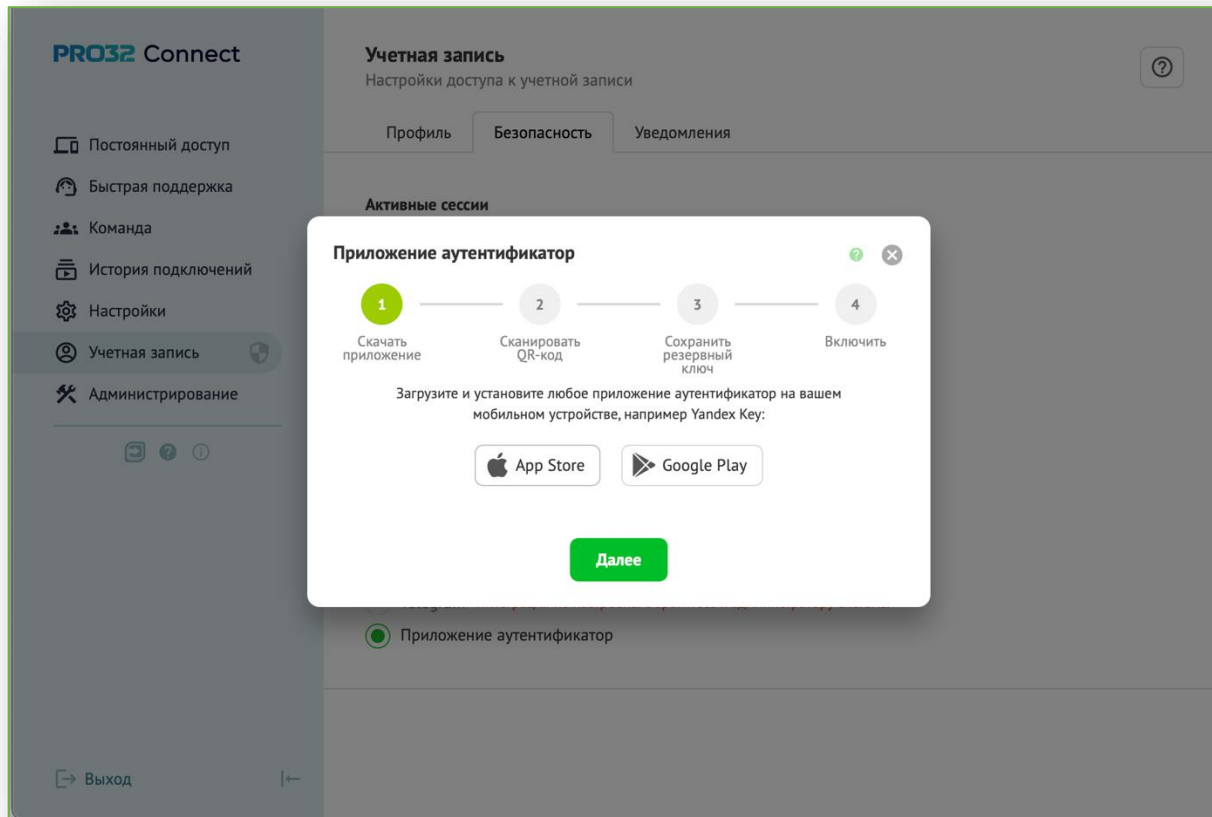 PRO32 Connect
Постоянный доступ
Быстрая поддержка
Команда
История подключений
Настройки
Учетная запись
Администрирование
Выход
Учетная запись
Настройки доступа к учетной записи
Профиль
Безопасность
Уведомления
Активные сессии
Приложение аутентификатор
1
2
3
4
Скачать
приложение
Сканировать
QR-код
Сохранить
резервный
ключ
Включить
Загрузите и установите любое приложение аутентификатор на вашем
мобильном устройстве, например Yandex Key:
App Store
Google Play
Далее
Приложение аутентификатор